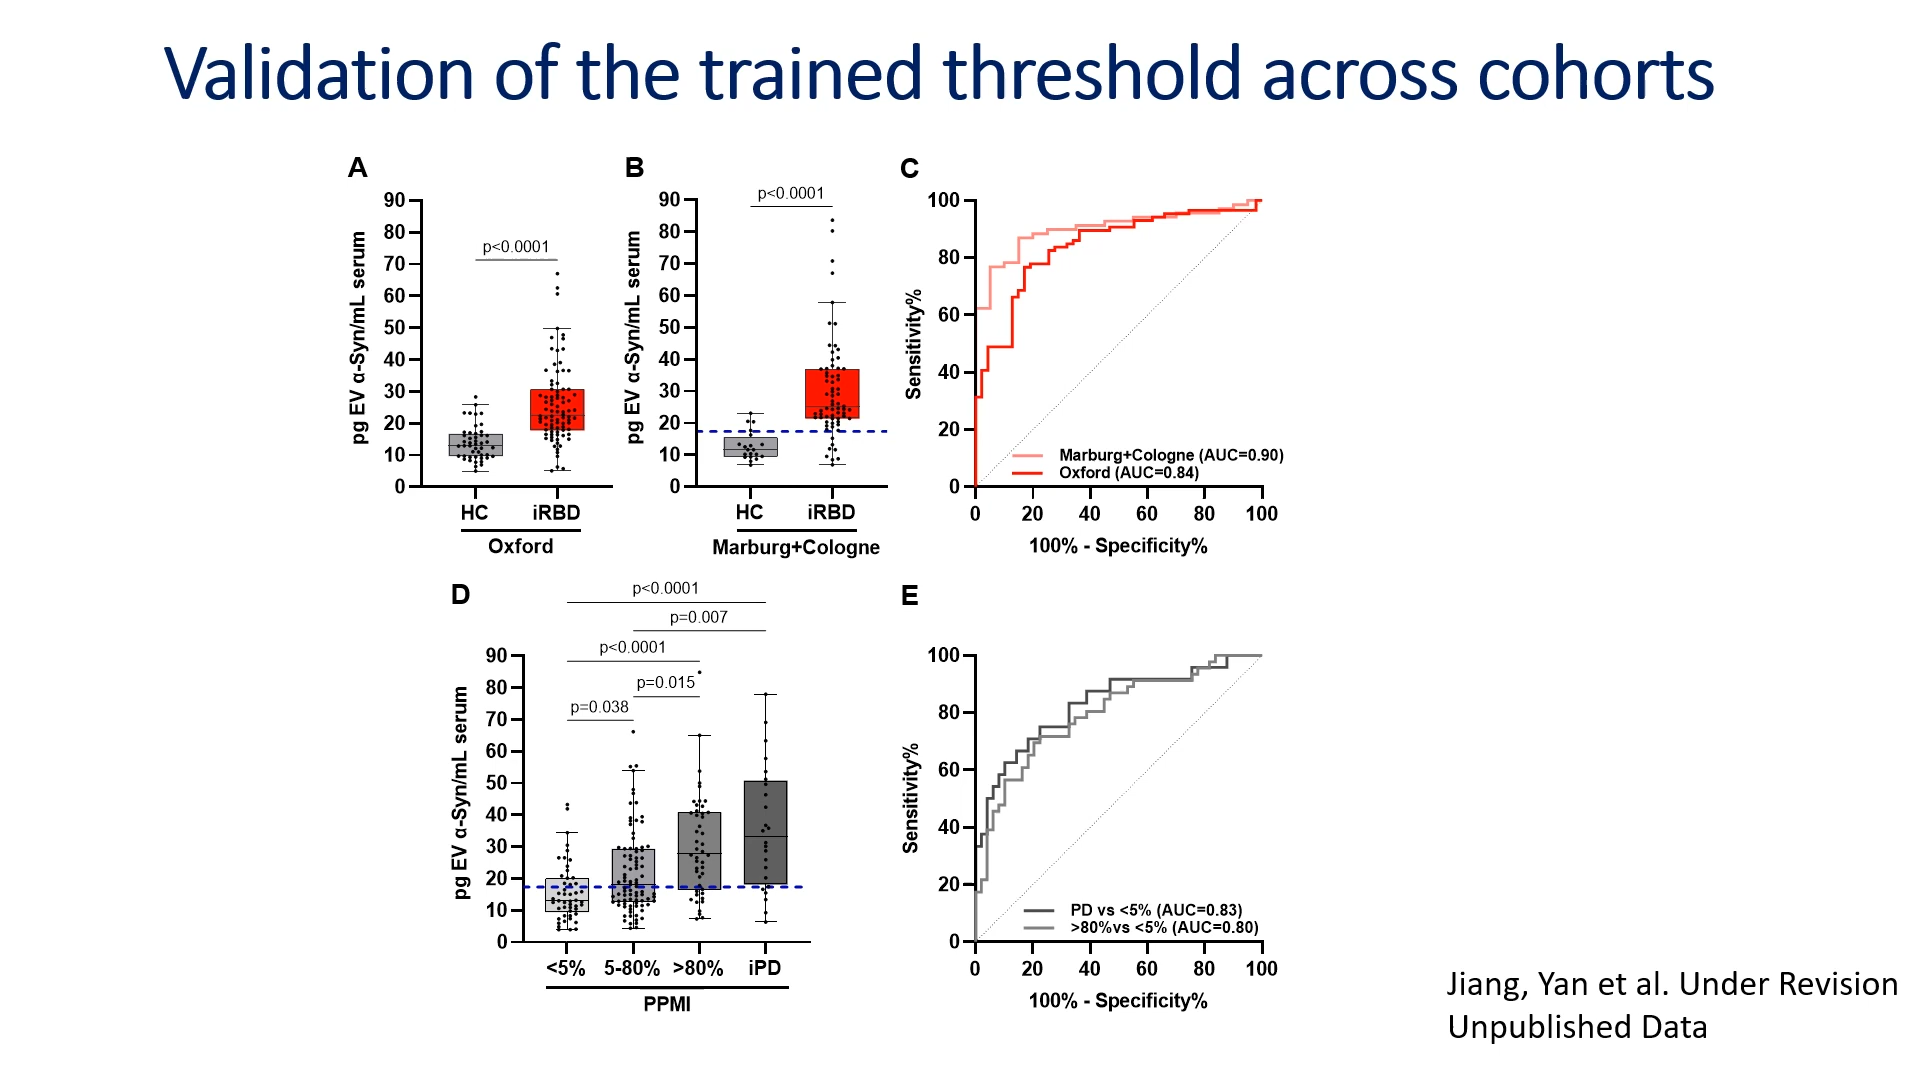 Validation of the trained threshold across cohorts
A
90
80
70
60
50
40
30
20
10
0
pg EV α-Syn/mL serum
p<0.0001
HC
iRBD
Oxford
B
90
80
70
60
50
40
30
20
10
0
pg EV α-Syn/mL serum
p<0.0001
HC
iRBD
Marburg+Cologne
C
100
80
60
40
20
0
Sensitivity%
Marburg+Cologne (AUC=0.90)
Oxford (AUC=0.84)
0 20 40 60 80 100
100% - Specificity%
D
p<0.0001
p=0.007
p<0.0001
p=0.015
p=0.038
90
80
70
60
50
40
30
20
10
0
pg EV α-Syn/mL serum
<5%
5-80%
>80%
iPD
PPMI
E
100
80
60
40
20
0
Sensitivity%
PD vs <5% (AUC=0.83)
>80%vs <5% (AUC=0.80)
0 20 40 60 80 100
100% - Specificity%
Jiang, Yan et al. Under Revision
Unpublished Data